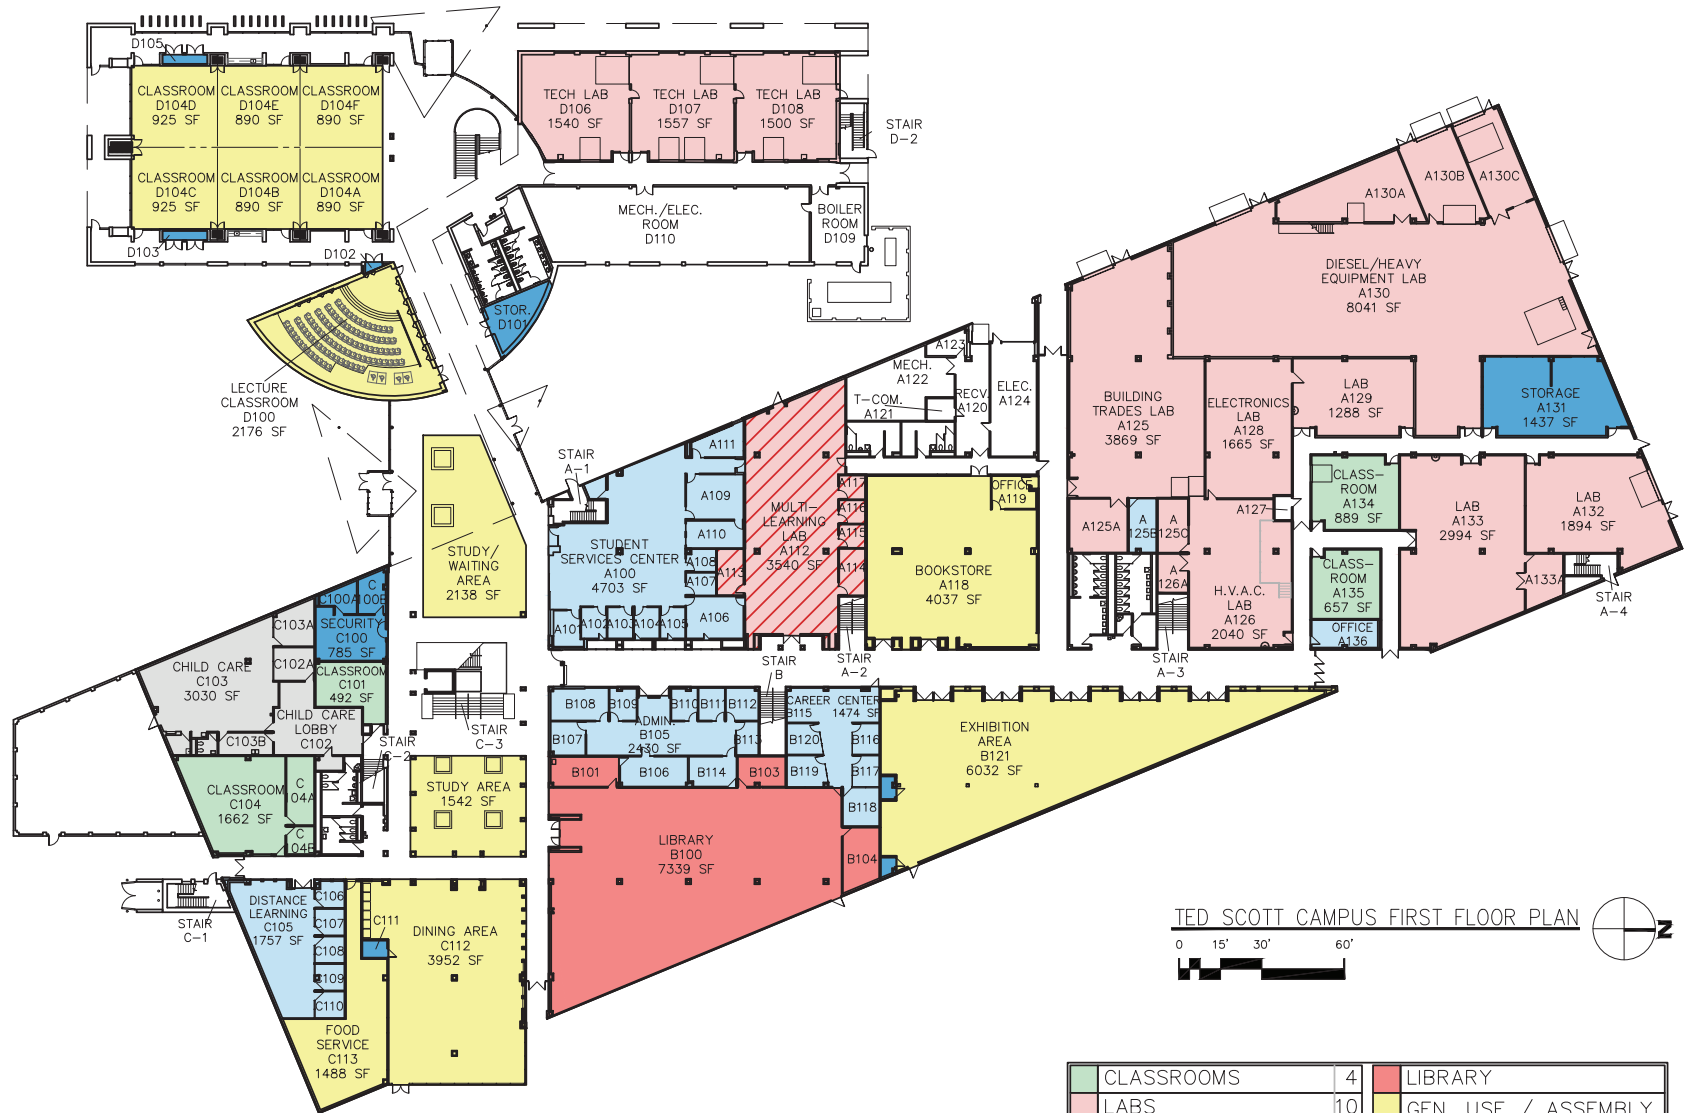 D105
CLASSROOM
D104D
925 SF
CLASSROOM
D104E
890 SF
CLASSROOM
D104F
890 SF
CLASSROOM
D104C
925 SF
CLASSROOM
D104B
890 SF
CLASSROOM
D104A
890 SF
D103
D102
TECH LAB
D106
1540 SF
TECH LAB
D107
1557 SF
TECH LAB
D108
1500 SF
STAIR
D-2
MECH./ELEC.
ROOM
D110
BOILER
ROOM
D109
STOR.
D101
LECTURE
CLASSROOM
D100
2176 SF
A130A
A130B
A130C
DIESEL/HEAVY
EQUIPMENT LAB
A130
8041 SF
BUILDING
TRADES LAB
A125
3869 SF
ELECTRONICS
LAB
A128
1665 SF
LAB
A129
1288 SF
STORAGE
A131
1437 SF
A123
MECH.
A122
T-COM.
A121
RECV.
A120
ELEC.
A124
STAIR
A-1
A111
A109
A110
A108
A107
A106
A101
A102
A103
A104
A105
STUDENT
SERVICES CENTER
A100
4703 SF
MULTI-
LEARNING
LAB
A112
3540 SF
A113
A117
A116
A115
A114
OFFICE
A119
BOOKSTORE
A118
4037 SF
STUDY/
WAITING
AREA
2138 SF
A125A
A
125B
A
125C
A
126A
A127
H.V.A.C.
LAB
A126
2040 SF
CLASS-
ROOM
A134
889 SF
CLASS-
ROOM
A135
657 SF
OFFICE
A136
LAB
A133
2994 SF
A133A
LAB
A132
1894 SF
STAIR
A-4
STAIR
A-3
STAIR
A-2
STAIR
B
C100A
C
100B
SECURITY
C100
785 SF
CLASSROOM
C101
492 SF
C103A
C102A
CHILD CARE
C103
3030 SF
CHILD CARE
LOBBY
C102
C103B
STAIR
C-2
STAIR
C-3
CLASSROOM
C104
1662 SF
C
104A
C
104B
STUDY AREA
1542 SF
B108
B109
B110
B111
B112
B107
ADMIN.
B105
2430 SF
B113
B101
B106
B114
B103
CAREER CENTER
B115 1474 SF
B120
B116
B119
B117
B118
B104
LIBRARY
B100
7339 SF
EXHIBITION
AREA
B121
6032 SF
STAIR
C-1
DISTANCE
LEARNING
C105
1757 SF
C106
C107
C108
C109
C110
C111
DINING AREA
C112
3952 SF
FOOD
SERVICE
C113
1488 SF
TED SCOTT CAMPUS FIRST FLOOR PLAN
0 15' 30' 60'
N
CLASSROOMS 4
LIBRARY
LABS 10
GEN. USE / ASSEMBLY